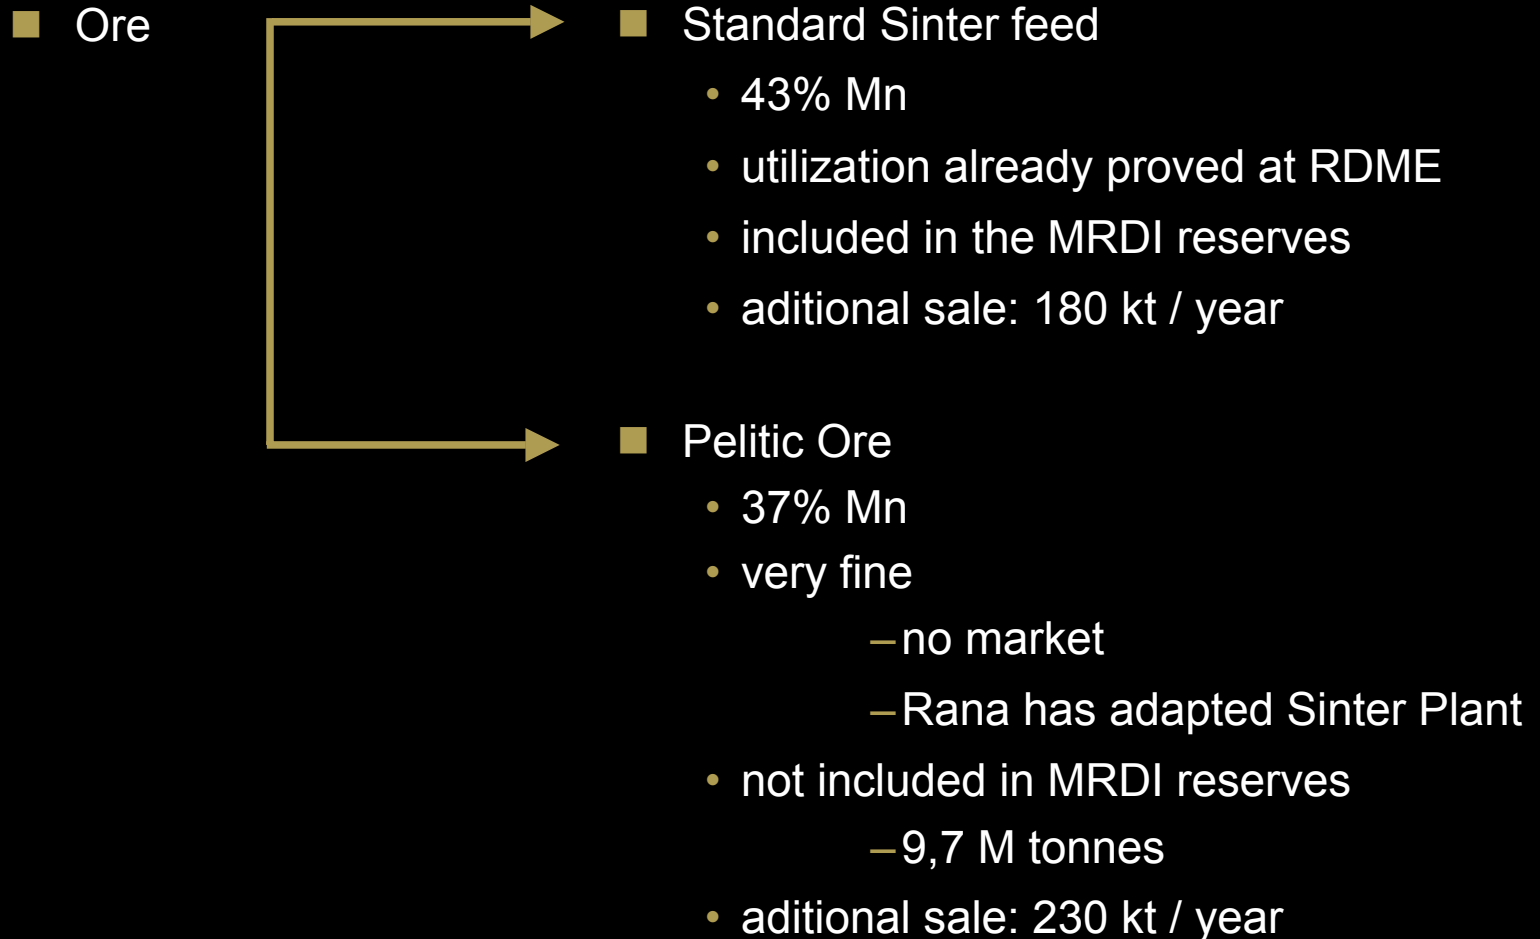 Ore
Standard Sinter feed
• 43% Mn
• utilization already proved at RDME
• included in the MRDI reserves
• aditional sale: 180 kt / year
Pelitic Ore
• 37% Mn
• very fine
– no market
– Rana has adapted Sinter Plant
• not included in MRDI reserves
– 9,7 M tonnes
• aditional sale: 230 kt / year